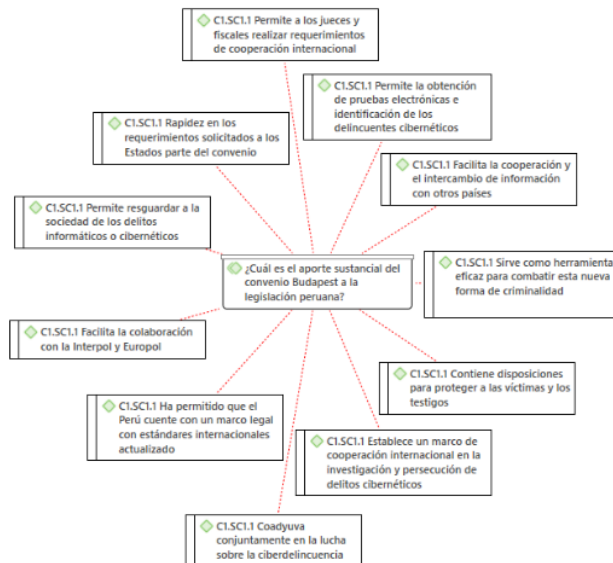 C1.SC1.1 Permite a los jueces y
fiscales realizar requerimientos
de cooperación internacional
C1.SC1.1 Permite la obtención
de pruebas electrónicas e
identificación de los
delincuentes cibernéticos
C1.SC1.1 Rapidez en los
requerimientos solicitados a los
Estados parte del convenio
C1.SC1.1 Facilita la cooperación y
el intercambio de información
con otros países
C1.SC1.1 Permite resguardar a la
sociedad de los delitos
informáticos o cibernéticos
C1.SC1.1 Sirve como herramienta
eficaz para combatir esta nueva
forma de criminalidad
¿Cuál es el aporte sustancial del
convenio Budapest a la
legislación peruana?
C1.SC1.1 Facilita la colaboración
con la Interpol y Europol
C1.SC1.1 Contiene disposiciones
para proteger a las víctimas y los
testigos
C1.SC1.1 Ha permitido que el
Perú cuente con un marco legal
con estándares internacionales
actualizado
C1.SC1.1 Establece un marco de
cooperación internacional en la
investigación y persecución de
delitos cibernéticos
C1.SC1.1 Coadyuva
conjuntamente en la lucha
sobre la ciberdelincuencia